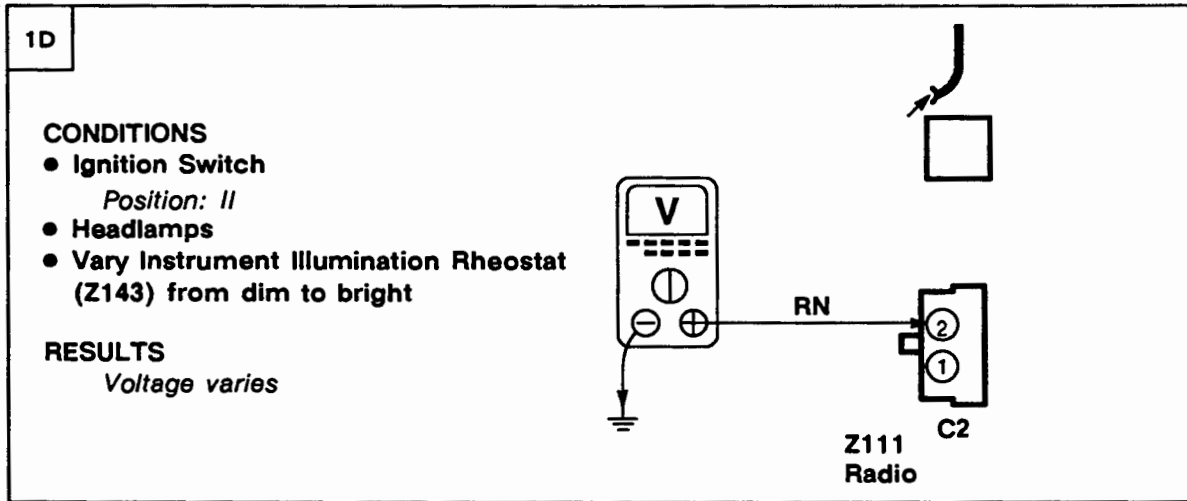 1D
CONDITIONS
● Ignition Switch
Position: II
● Headlamps
● Vary Instrument Illumination Rheostat
(Z143) from dim to bright
RESULTS
Voltage varies
V
RN
2
1
C2
Z111
Radio